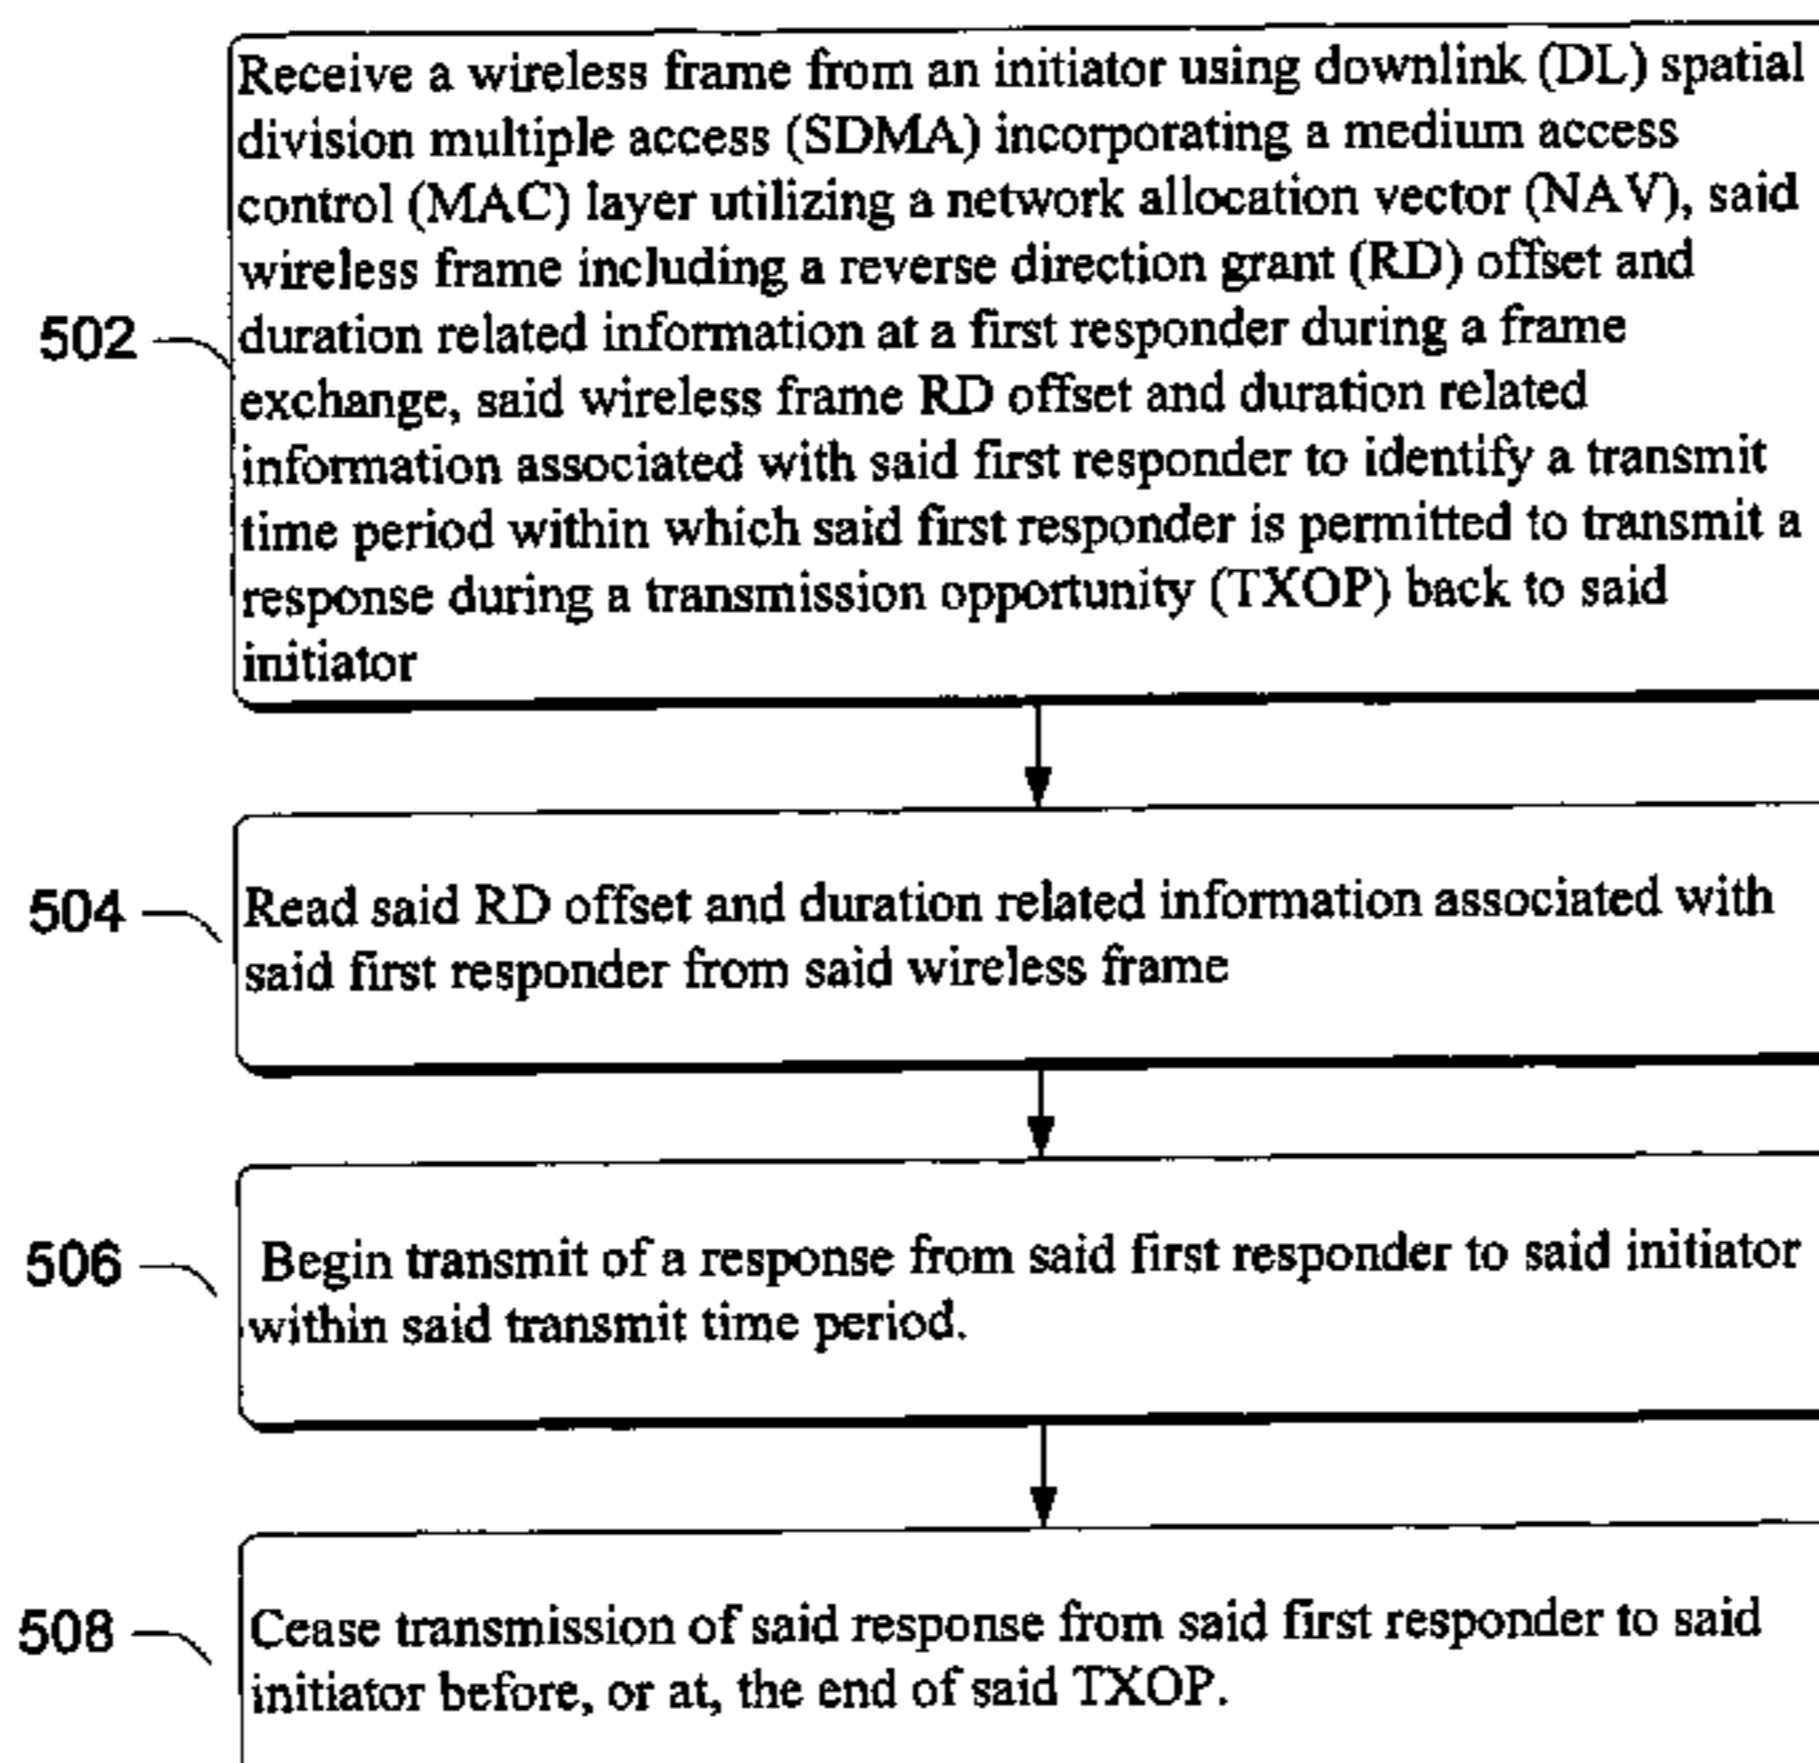 Receive a wireless frame from an initiator using downlink (DL) spatial
division multiple access (SDMA) incorporating a medium access
control (MAC) layer utilizing a network allocation vector (NAV), said
wireless frame including a reverse direction grant (RD) offset and
duration related information at a first responder during a frame
exchange, said wireless frame RD offset and duration related
information associated with said first responder to identify a transmit
time period within which said first responder is permitted to transmit a
response during a transmission opportunity (TXOP) back to said
initiator
502
504
Read said RD offset and duration related information associated with
said first responder from said wireless frame
506
Begin transmit of a response from said first responder to said initiator
within said transmit time period.
508
Cease transmission of said response from said first responder to said
initiator before, or at, the end of said TXOP.